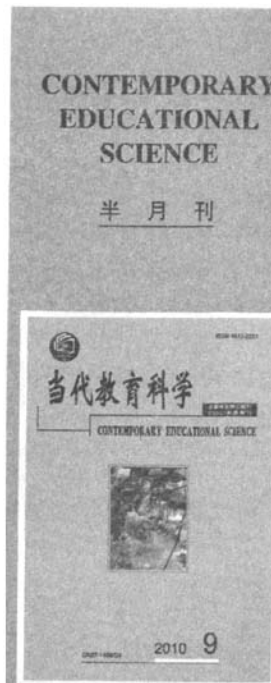 CONTEMPORARY
EDUCATIONAL
SCIENCE
半月刊
当代教育科学
CONTEMPORARY EDUCATIONAL SCIENCE
2010 9